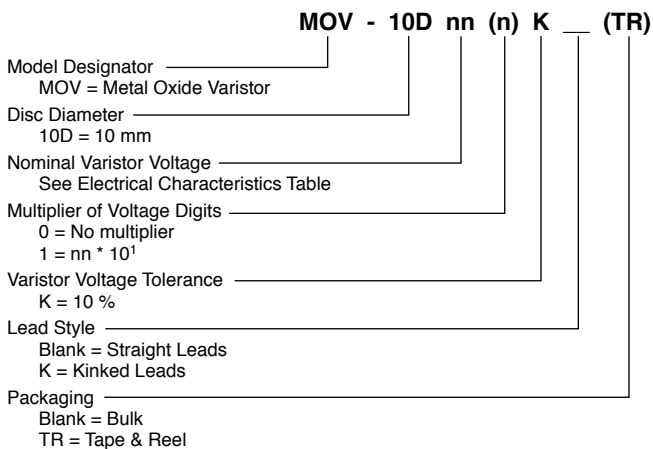 MOV - 10D nn (n) K __ (TR)
Model Designator
MOV = Metal Oxide Varistor
Disc Diameter
10D = 10 mm
Nominal Varistor Voltage
See Electrical Characteristics Table
Multiplier of Voltage Digits
0 = No multiplier
1 = nn * 10¹
Varistor Voltage Tolerance
K = 10 %
Lead Style
Blank = Straight Leads
K = Kinked Leads
Packaging
Blank = Bulk
TR = Tape & Reel